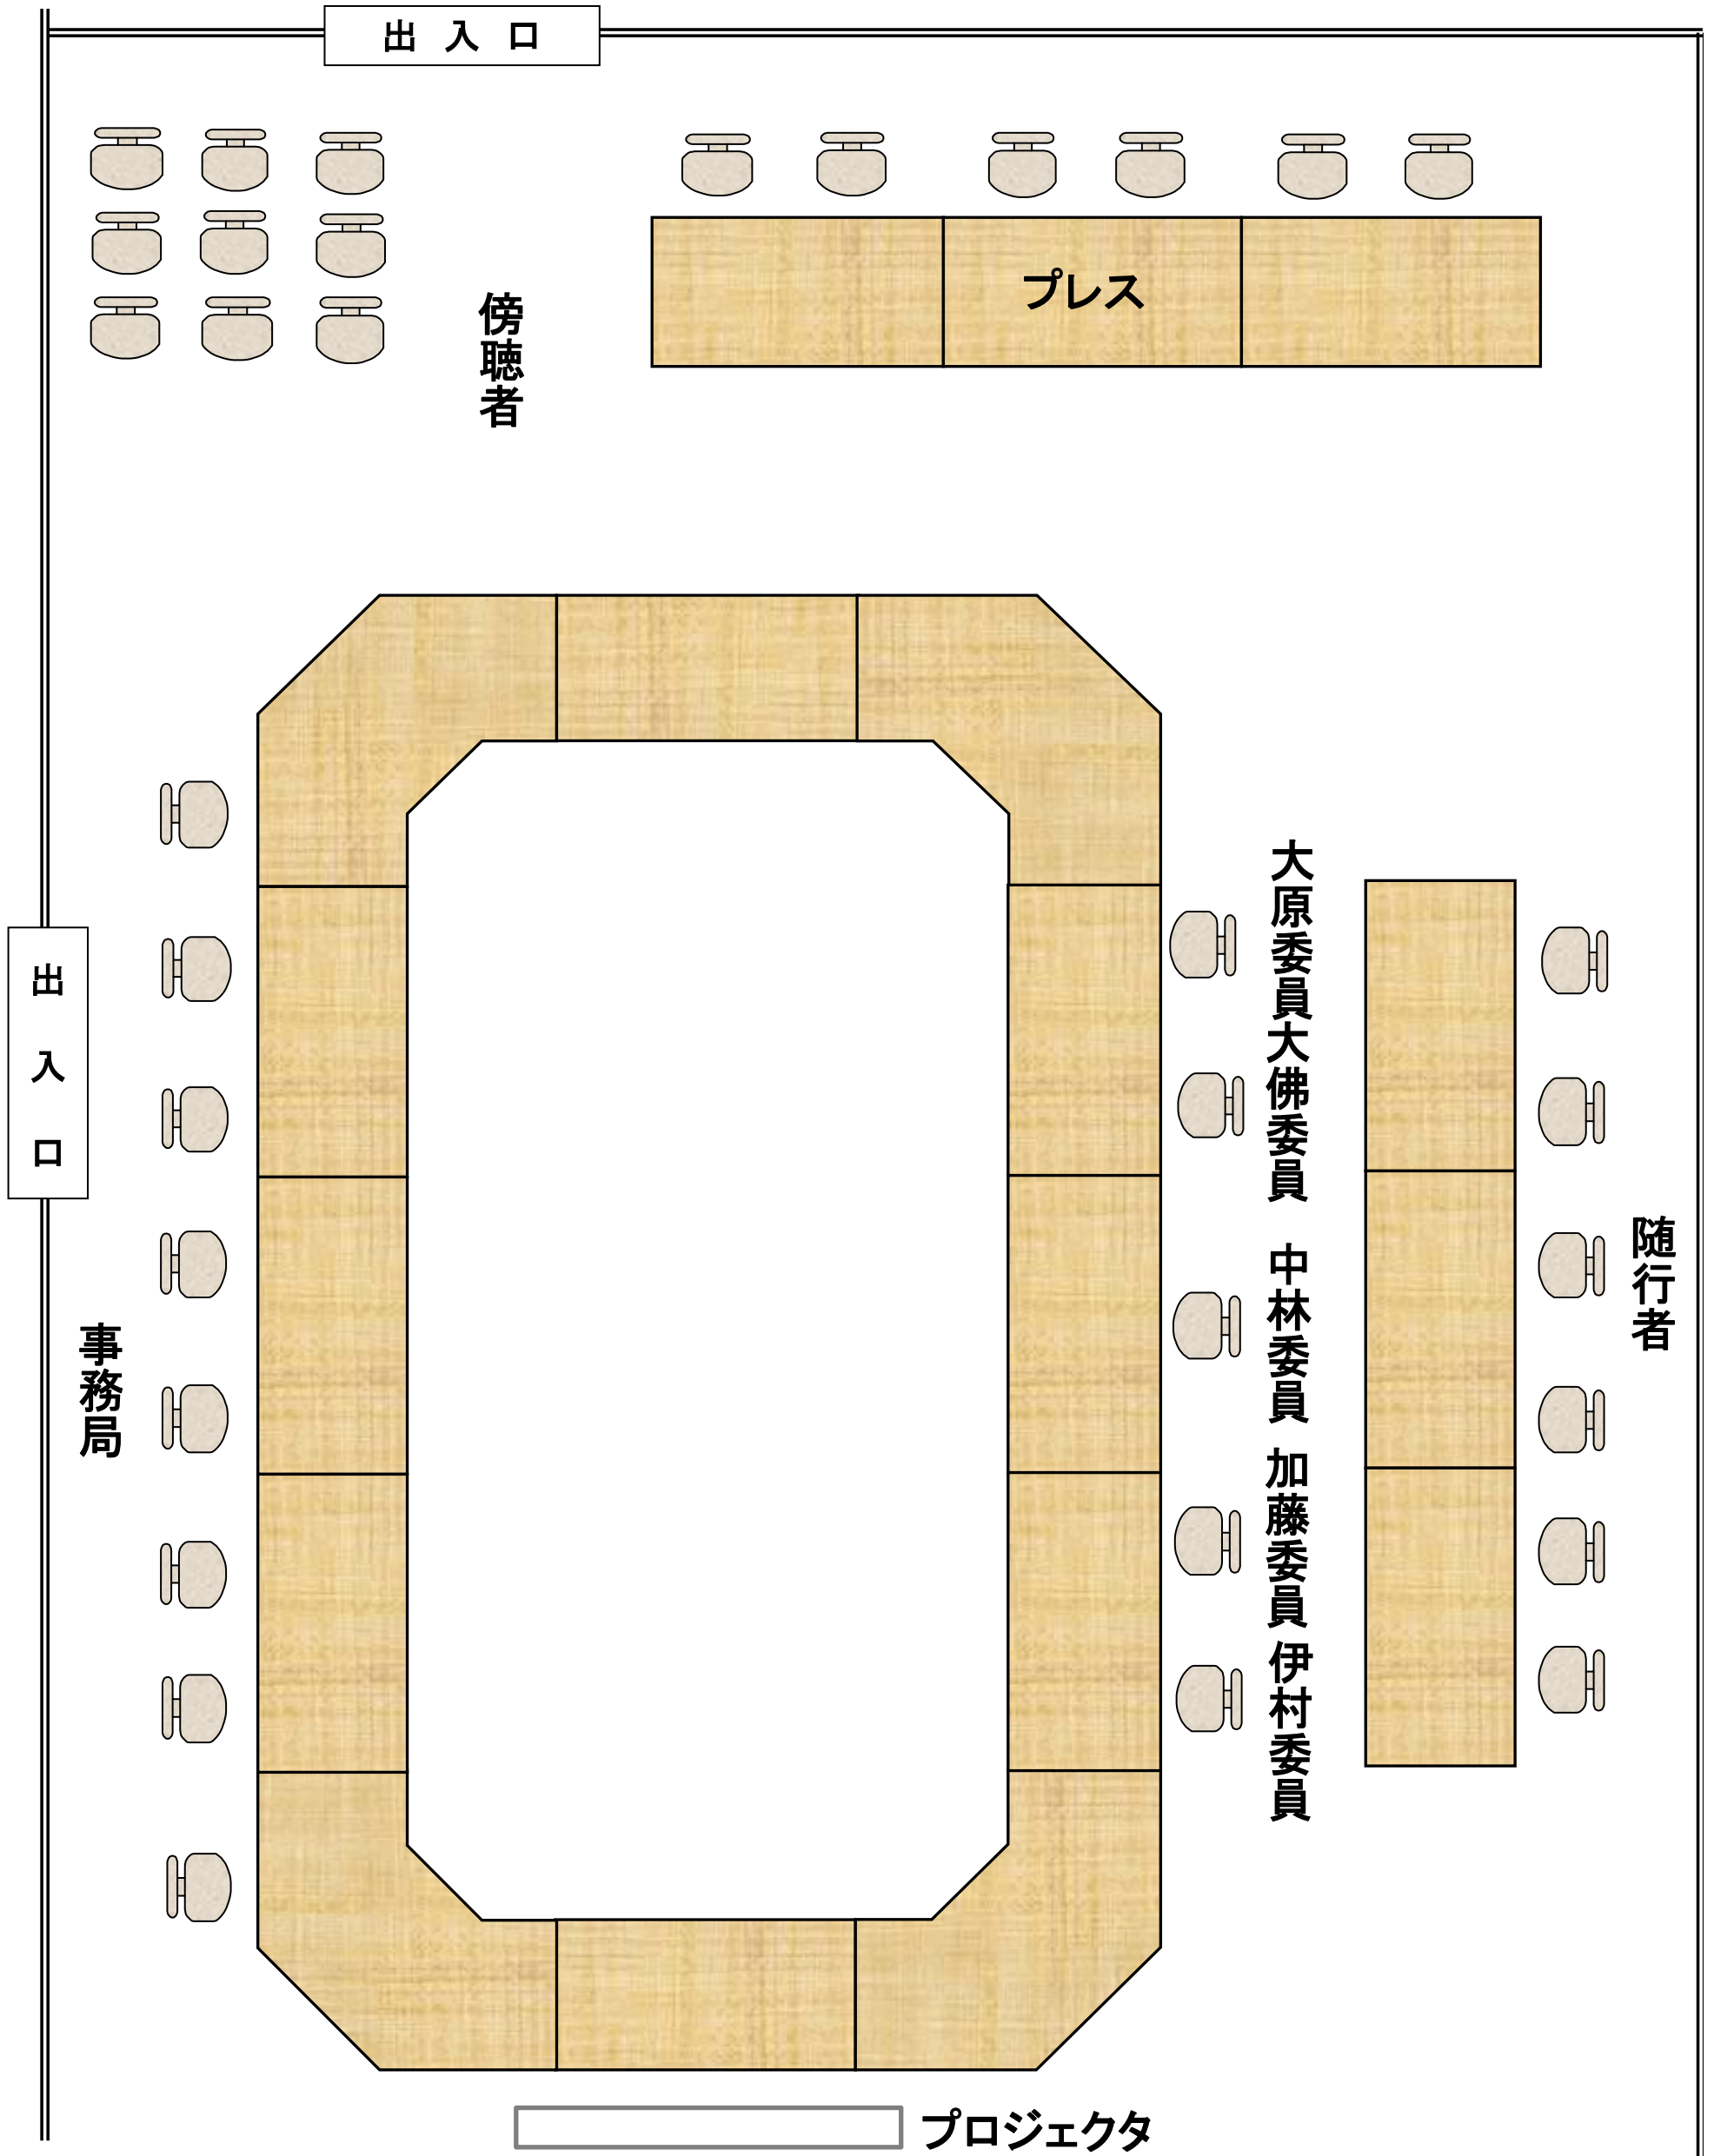 出 入 口
プレス
傍聴者
大原委員
大佛委員
出入口
随行者
中林委員
事務局
加藤委員
伊村委員
プロジェクタ